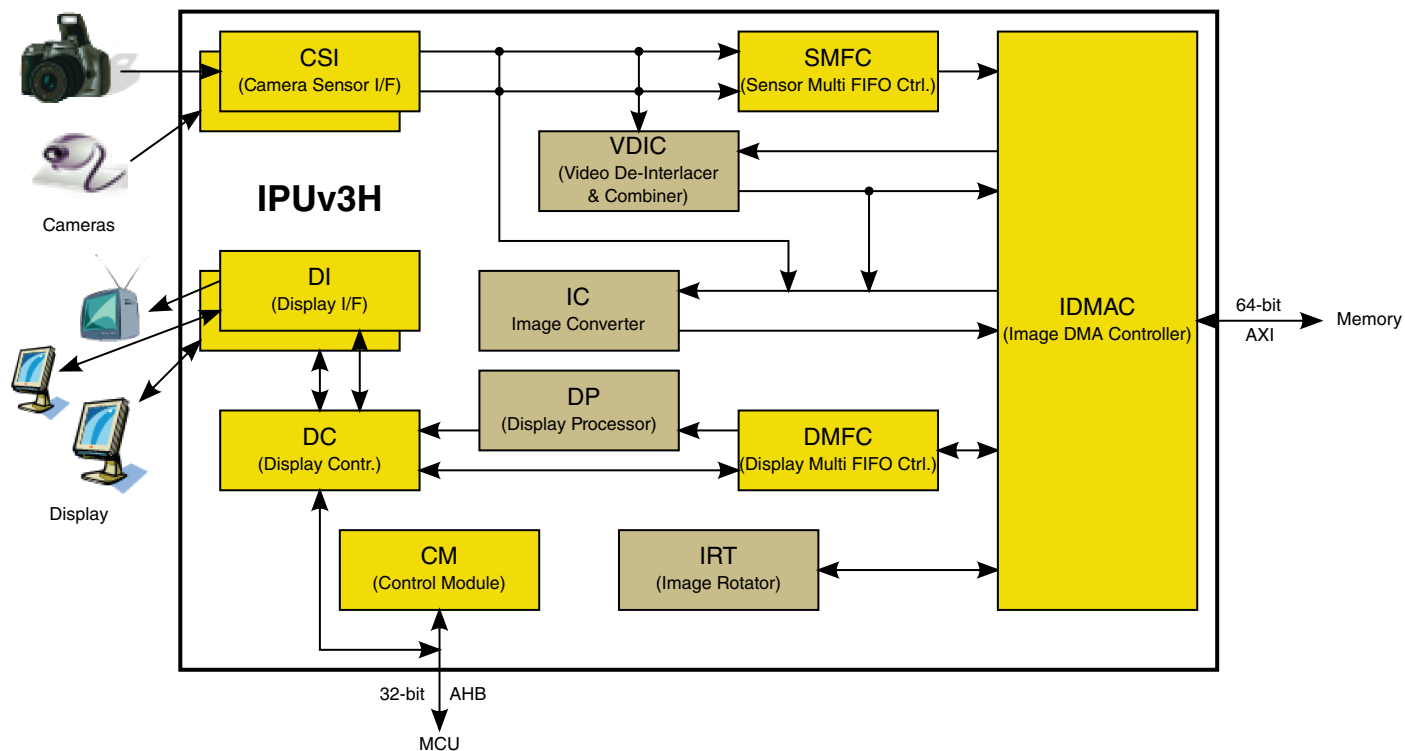 CSI
(Camera Sensor I/F)
SMFC
(Sensor Multi FIFO Ctrl.)
VDIC
(Video De-Interlacer
& Combiner)
IPUv3H
Cameras
DI
(Display I/F)
IC
Image Converter
IDMAC
(Image DMA Controller)
64-bit
AXI
Memory
DP
(Display Processor)
DC
(Display Contr.)
DMFC
(Display Multi FIFO Ctrl.)
Display
CM
(Control Module)
IRT
(Image Rotator)
32-bit
AHB
MCU